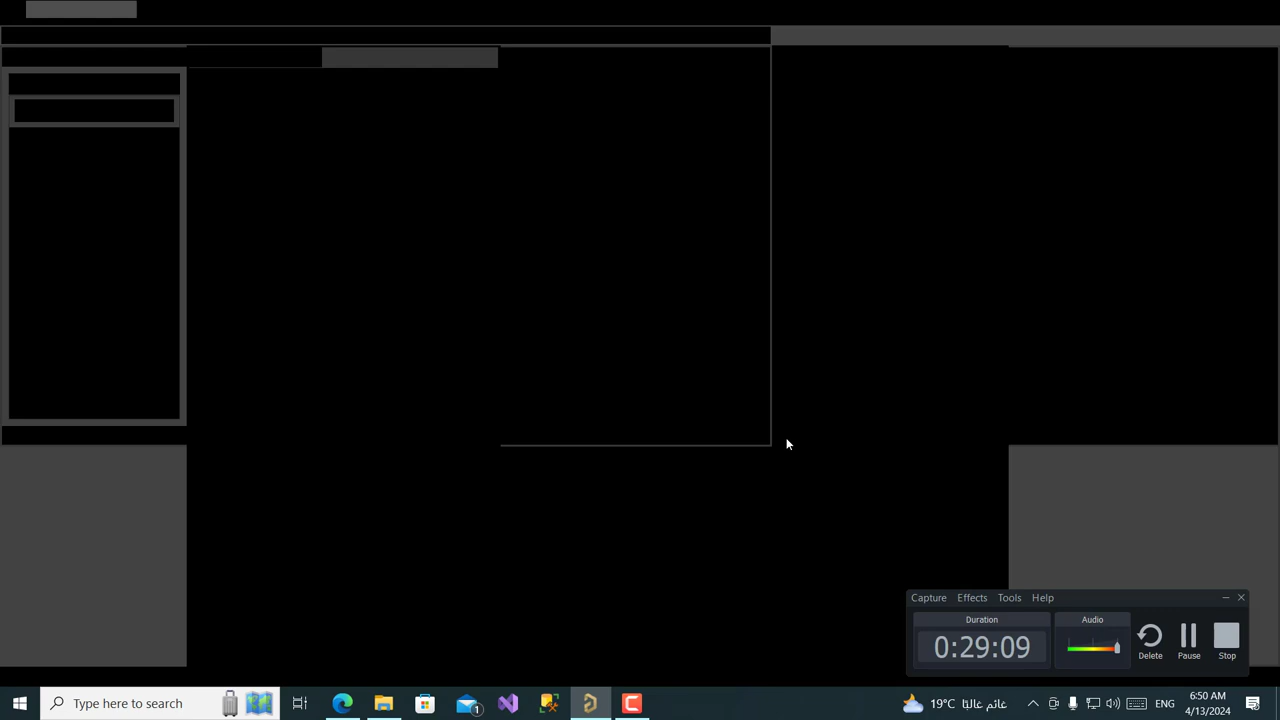 Capture Effects Tools Help
Duration
Audio
0:29:09
Delete
Pause
Stop
Type here to search
1
19°C غائم غالبًا
ENG
6:50 AM
4/13/2024